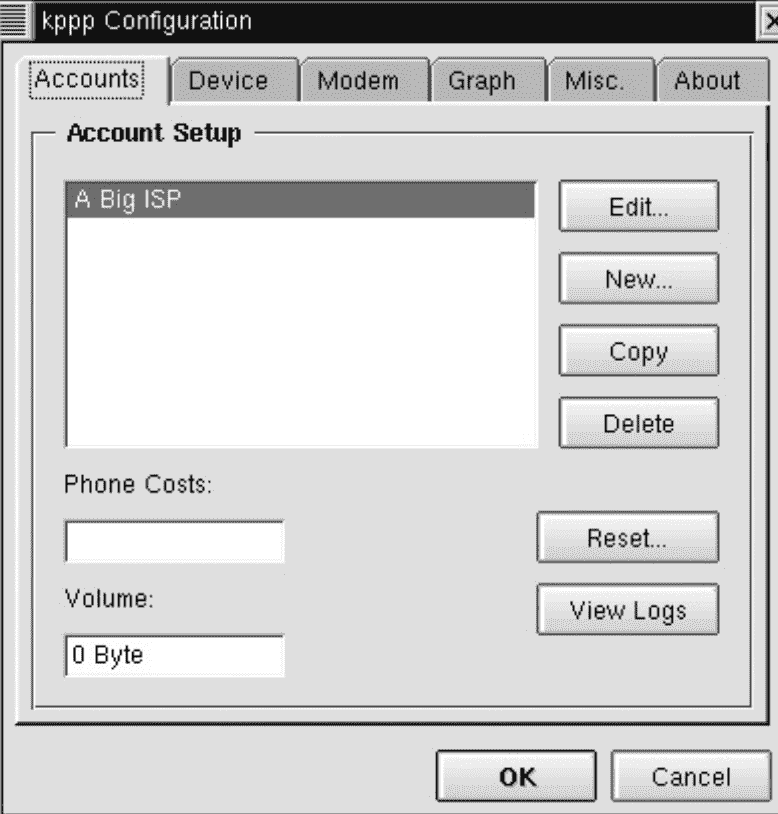 kppp Configuration
Accounts Device Modem Graph Misc. About
Account Setup
A Big ISP
Edit...
New...
Copy
Delete
Phone Costs:
Reset...
Volume:
View Logs
0 Byte
OK Cancel